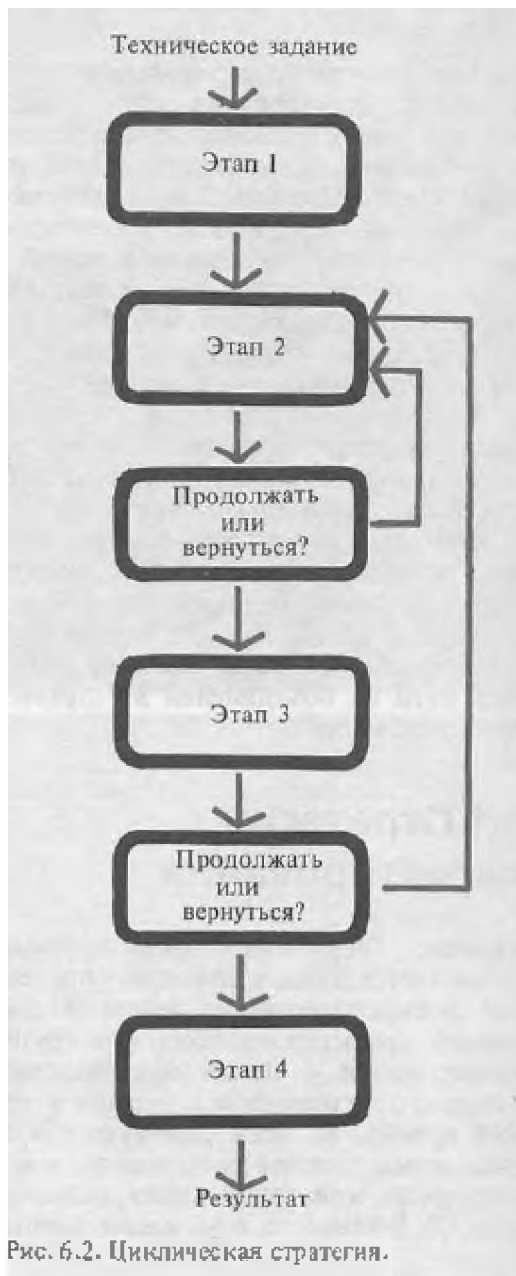 Техническое задание
Этап 1
Этап 2
Продолжать
или
вернуться?
Этап 3
Продолжать
или
вернуться?
Этап 4
Результат
Рис. 6.2. Циклическая стратегия.